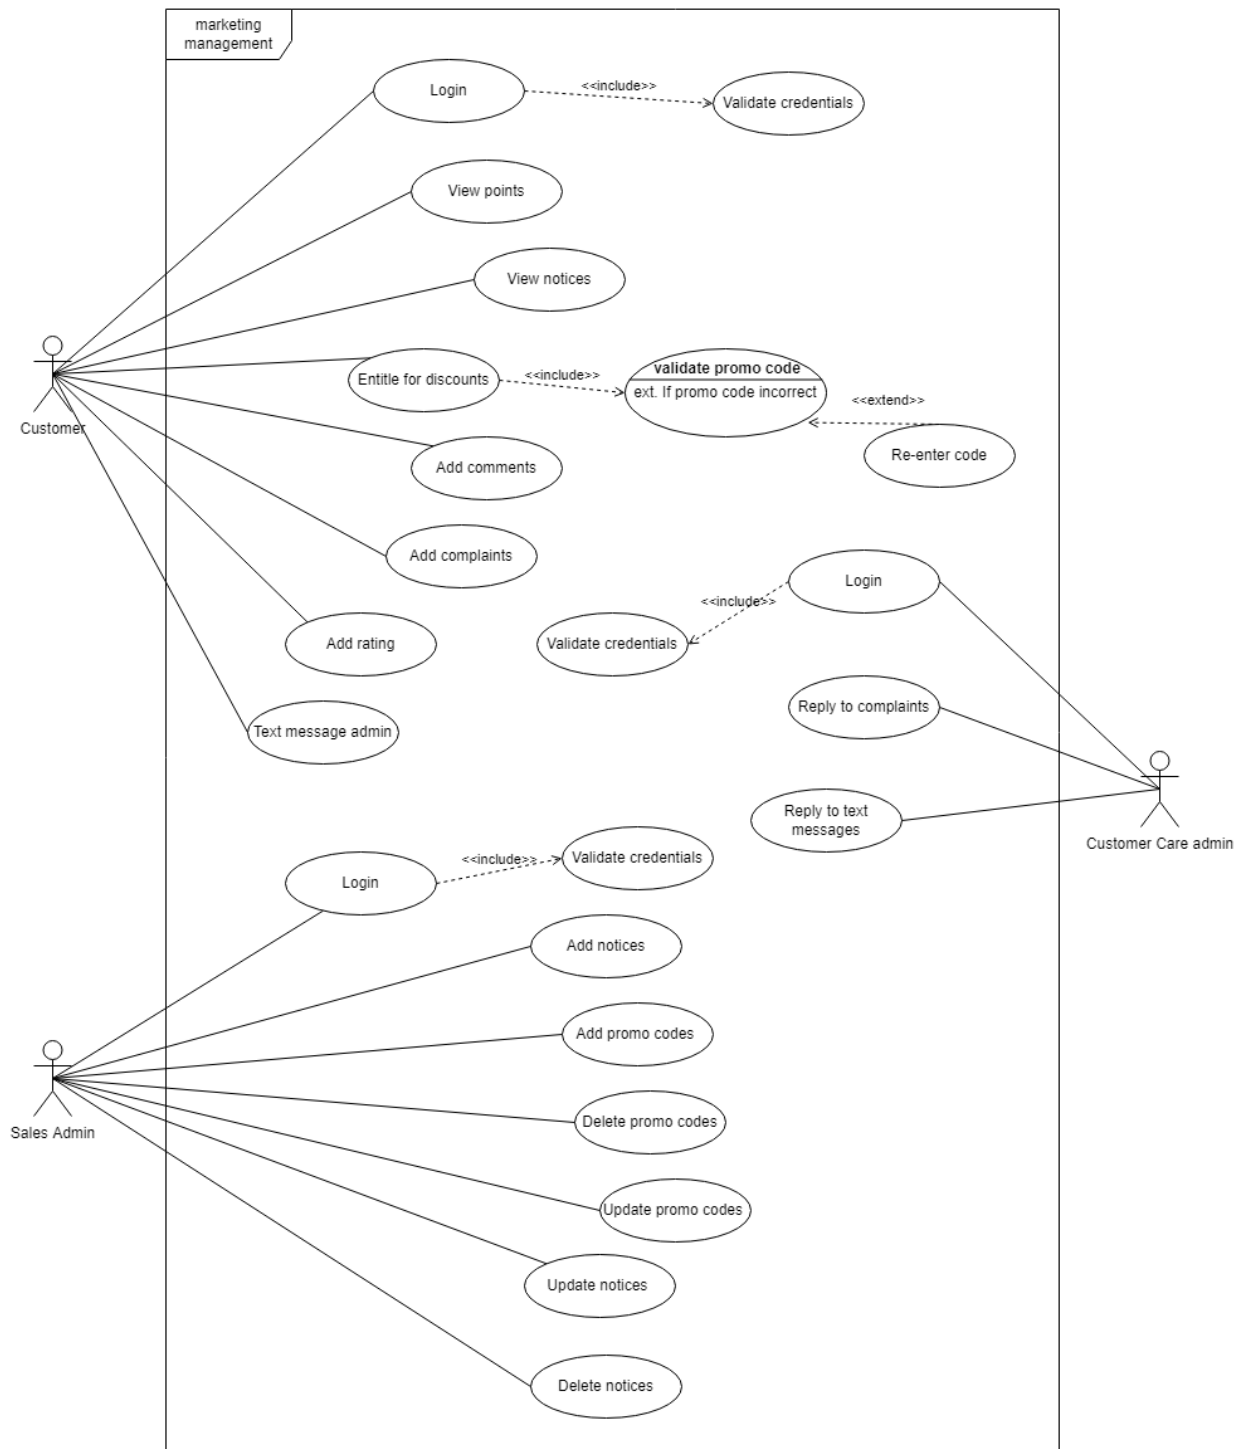 marketing
management
Login
<<include>>
Validate credentials
View points
View notices
Entitle for discounts
<<include>>
validate promo code
ext. If promo code incorrect
<<extend>>
Re-enter code
Customer
Add comments
Add complaints
Login
<<include>>
Validate credentials
Add rating
Reply to complaints
Text message admin
Reply to text
messages
Customer Care admin
Login
<<include>>
Validate credentials
Add notices
Add promo codes
Sales Admin
Delete promo codes
Update promo codes
Update notices
Delete notices